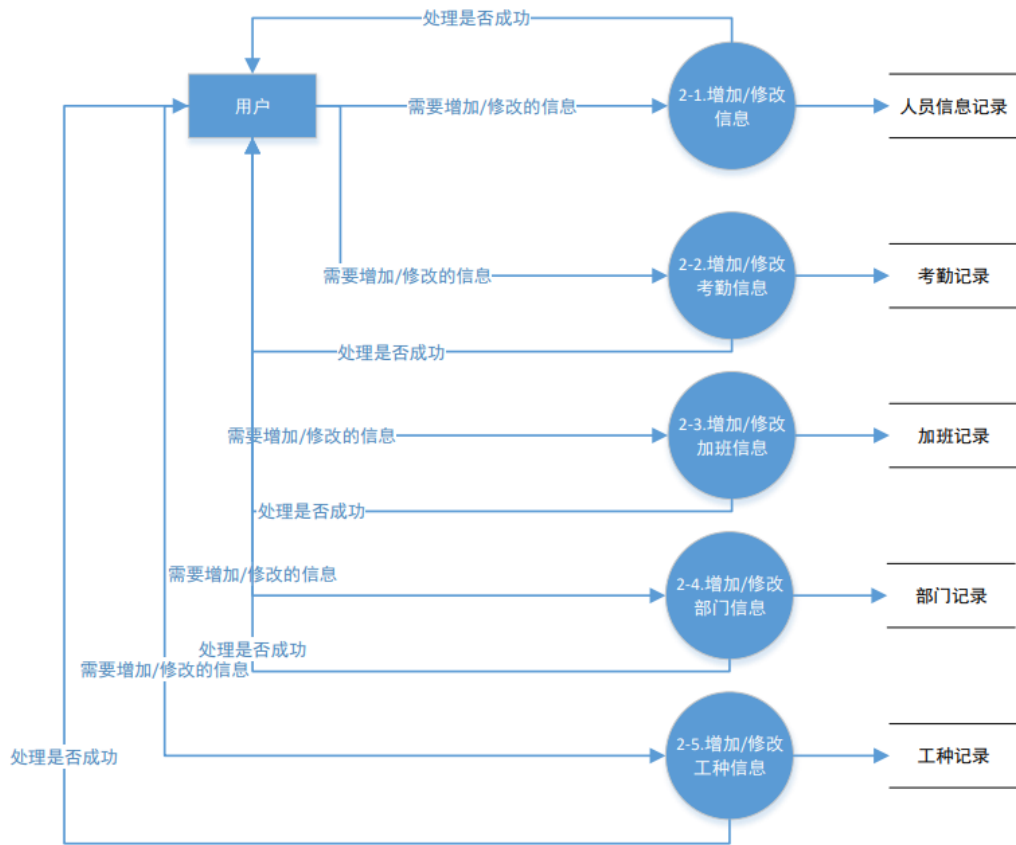 处理是否成功
用户
需要增加/修改的信息
2-1.增加/修改
信息
人员信息记录
需要增加/修改的信息
2-2.增加/修改
考勤信息
考勤记录
处理是否成功
需要增加/修改的信息
2-3.增加/修改
加班信息
加班记录
处理是否成功
需要增加/修改的信息
2-4.增加/修改
部门信息
部门记录
处理是否成功
需要增加/修改的信息
2-5.增加/修改
工种信息
工种记录
处理是否成功